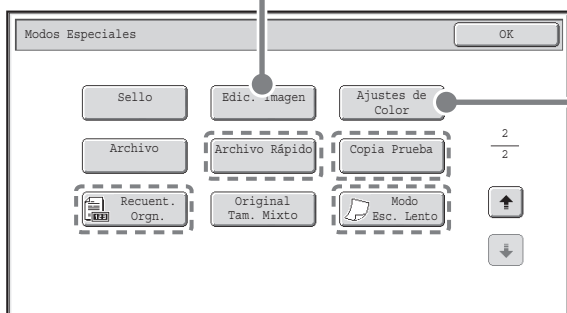 Modos Especiales
OK
Sello
Edic. Imagen
Ajustes de
Color
Archivo
Archivo Rápido
Copia Prueba
2
2
Recuent.
Orgn.
123
Original
Tam. Mixto
Modo
Esc. Lento